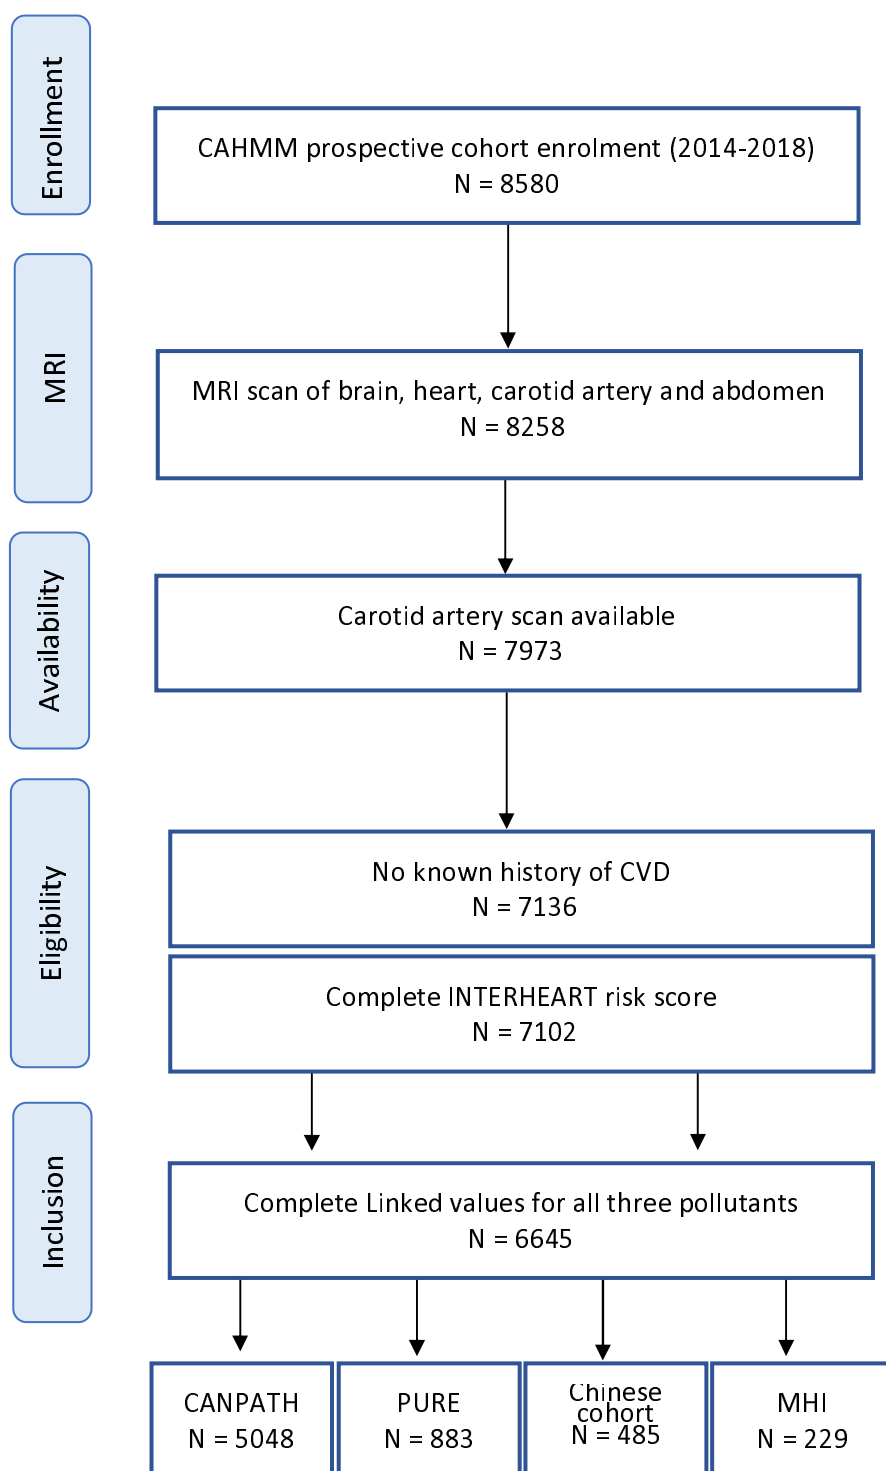 Enrollment
CAHMM prospective cohort enrolment (2014-2018)
N = 8580
MRI
MRI scan of brain, heart, carotid artery and abdomen
N = 8258
Availability
Carotid artery scan available
N = 7973
Eligibility
No known history of CVD
N = 7136
Complete INTERHEART risk score
N = 7102
Inclusion
Complete Linked values for all three pollutants
N = 6645
CANPATH
N = 5048
PURE
N = 883
Chinese
cohort
N = 485
MHI
N = 229